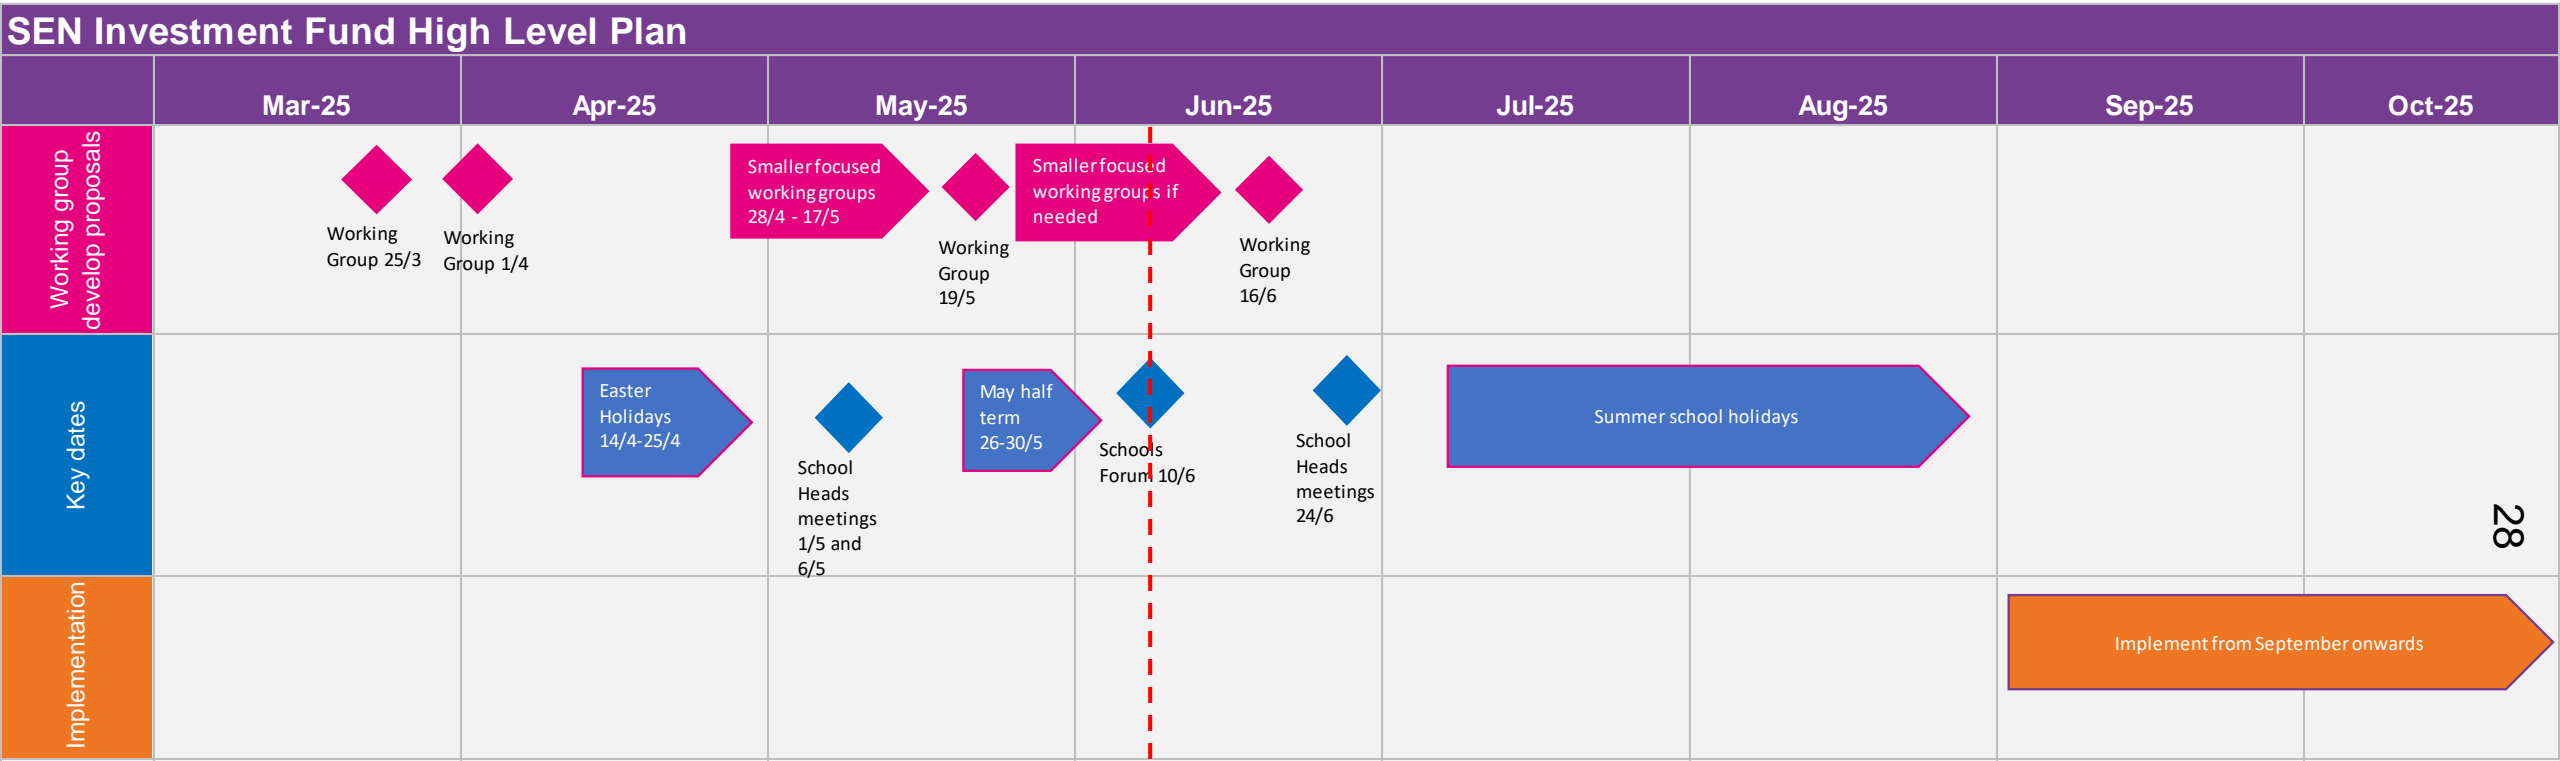 SEN Investment Fund High Level Plan
Mar-25
Apr-25
May-25
Jun-25
Jul-25
Aug-25
Sep-25
Oct-25
Working group
develop proposals
Working
Group 25/3
Working
Group 1/4
Smaller focused
working groups
28/4 - 17/5
Working
Group
19/5
Smaller focused
working groups if
needed
Working
Group
16/6
Key dates
Easter
Holidays
14/4-25/4
School
Heads
meetings
1/5 and
6/5
May half
term
26-30/5
Schools
Forum 10/6
School
Heads
meetings
24/6
Summer school holidays
28
Implementation
Implement from September onwards